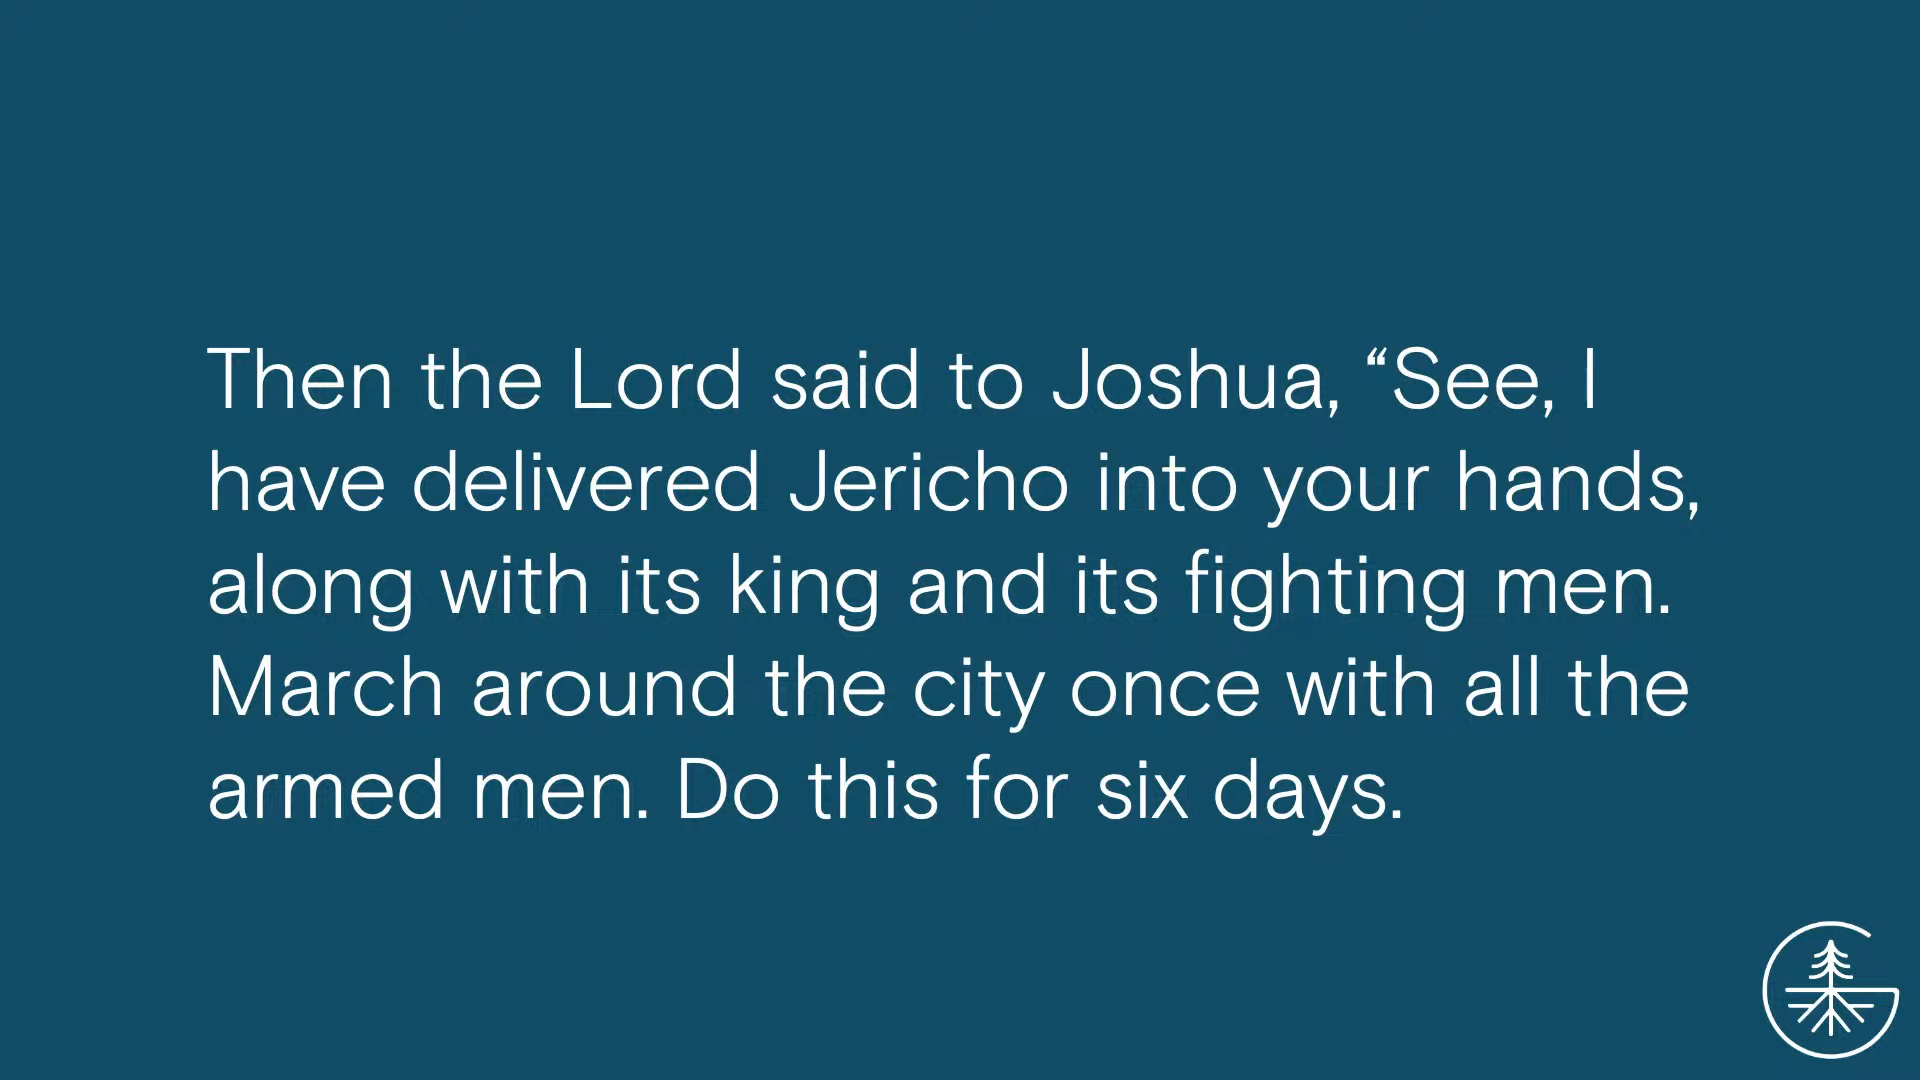 Then the Lord said to Joshua, “See, I
have delivered Jericho into your hands,
along with its king and its fighting men.
March around the city once with all the
armed men. Do this for six days.